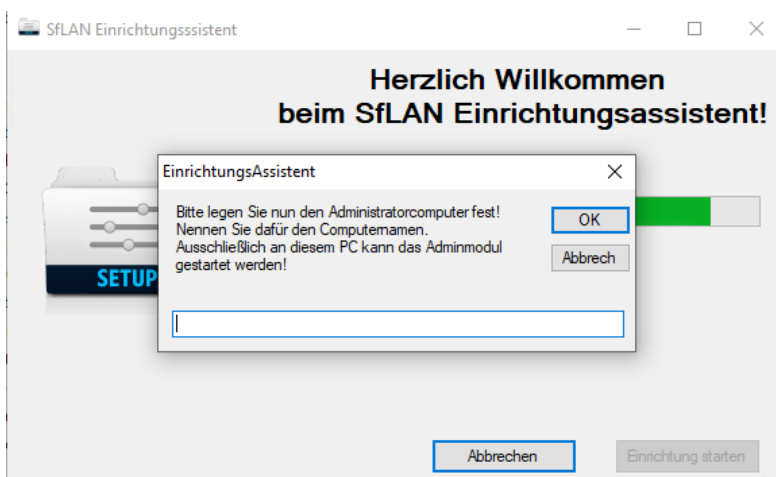 SfLAN Einrichtungsssistent
Herzlich Willkommen
beim SfLAN Einrichtungsassistent!
EinrichtungsAssistent
Bitte legen Sie nun den Administratorcomputer fest!
Nennen Sie dafür den Computernamen.
Ausschließlich an diesem PC kann das Adminmodul
gestartet werden!
OK
Abbrech
SETUP
Abbrechen
Einrichtung starten